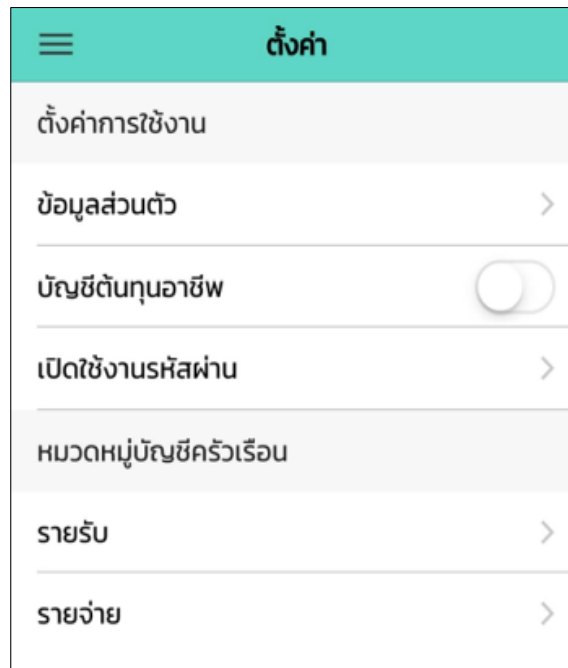 ตั้งค่า
ตั้งค่าการใช้งาน
ข้อมูลส่วนตัว
บัญชีต้นทุนอาชีพ
เปิดใช้งานรหัสผ่าน
หมวดหมู่บัญชีครัวเรือน
รายรับ
รายจ่าย